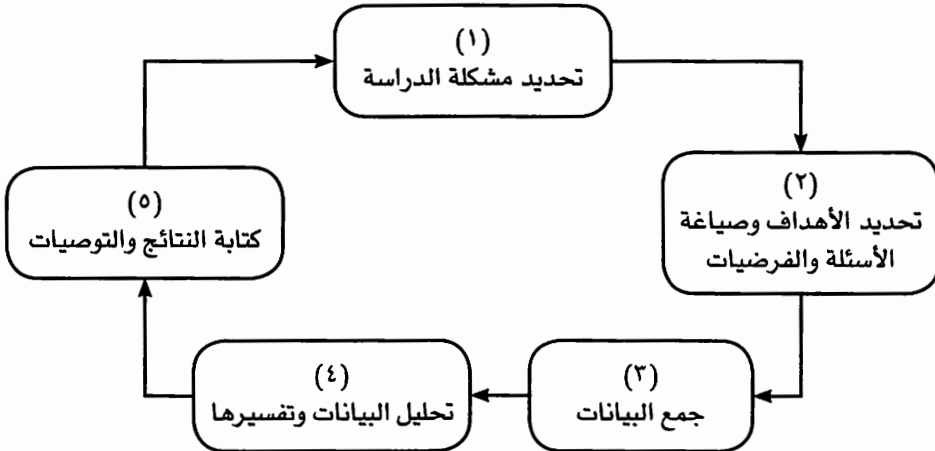 (١)
تحديد مشكلة الدراسة
(٢)
تحديد الأهداف وصياغة
الأسئلة والفرضيات
(٣)
جمع البيانات
(٤)
تحليل البيانات وتفسيرها
(٥)
كتابة النتائج والتوصيات